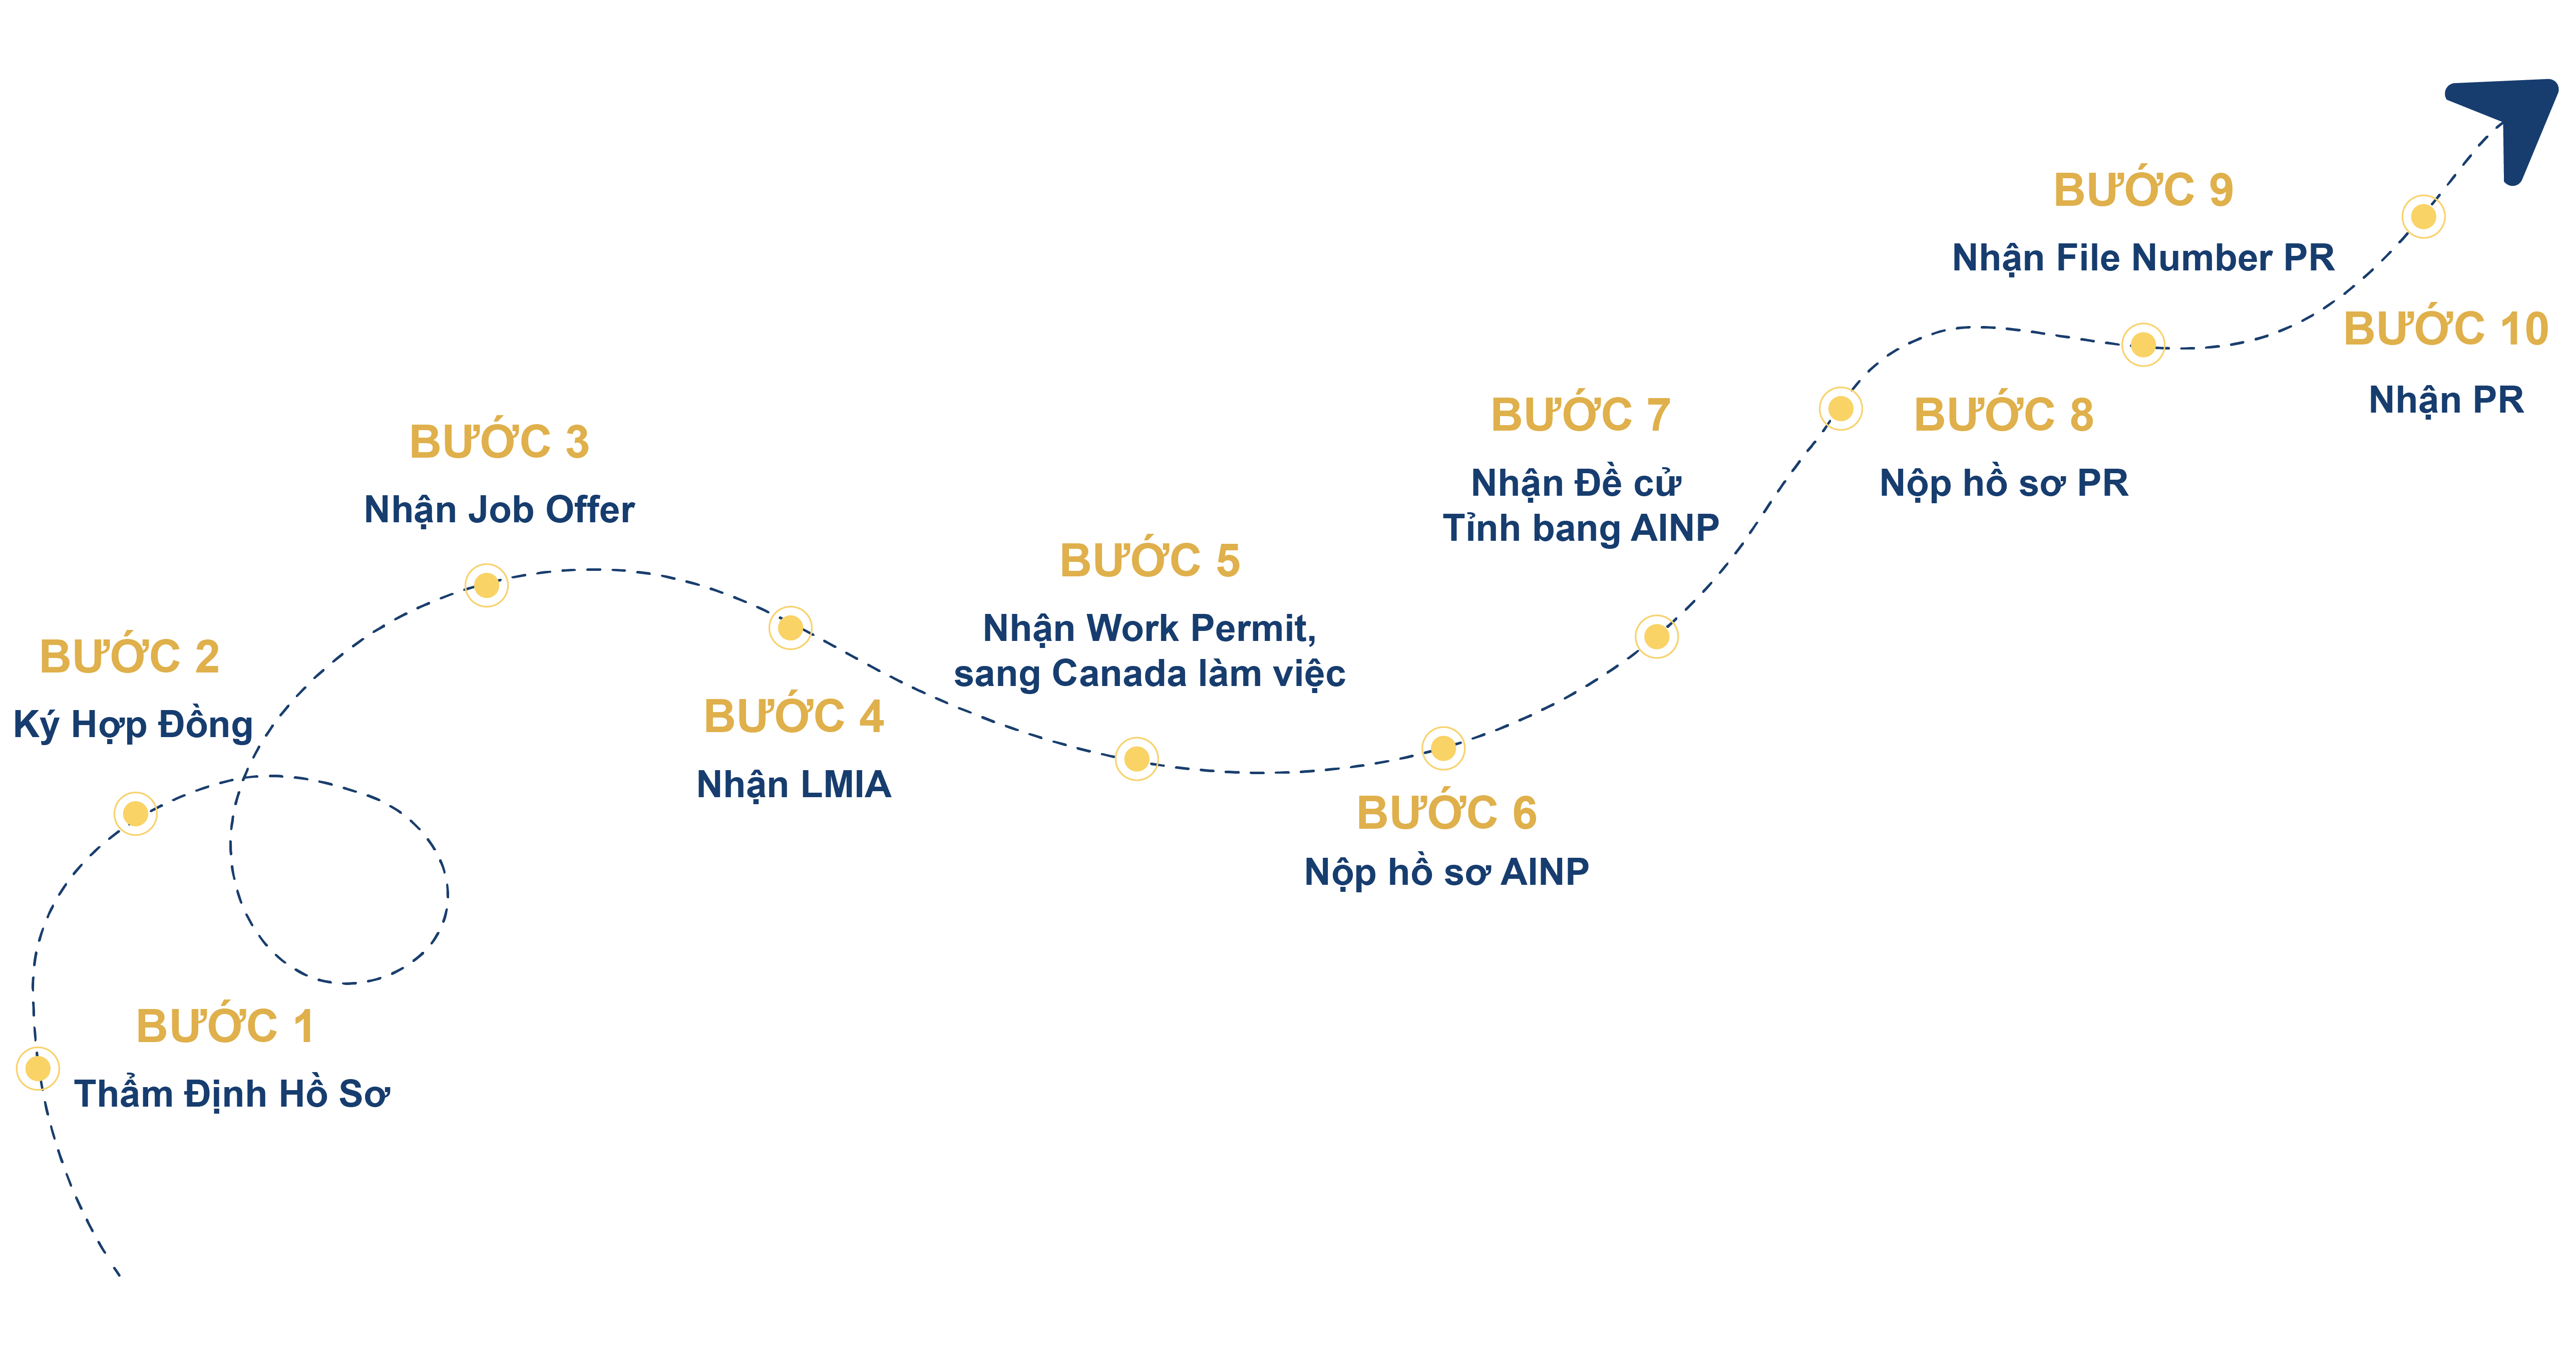 BƯỚC 1
Thẩm Định Hồ Sơ
BƯỚC 2
Ký Hợp Đồng
BƯỚC 3
Nhận Job Offer
BƯỚC 4
Nhận LMIA
BƯỚC 5
Nhận Work Permit,
sang Canada làm việc
BƯỚC 6
Nộp hồ sơ AINP
BƯỚC 7
Nhận Đề cử
Tỉnh bang AINP
BƯỚC 8
Nộp hồ sơ PR
BƯỚC 9
Nhận File Number PR
BƯỚC 10
Nhận PR